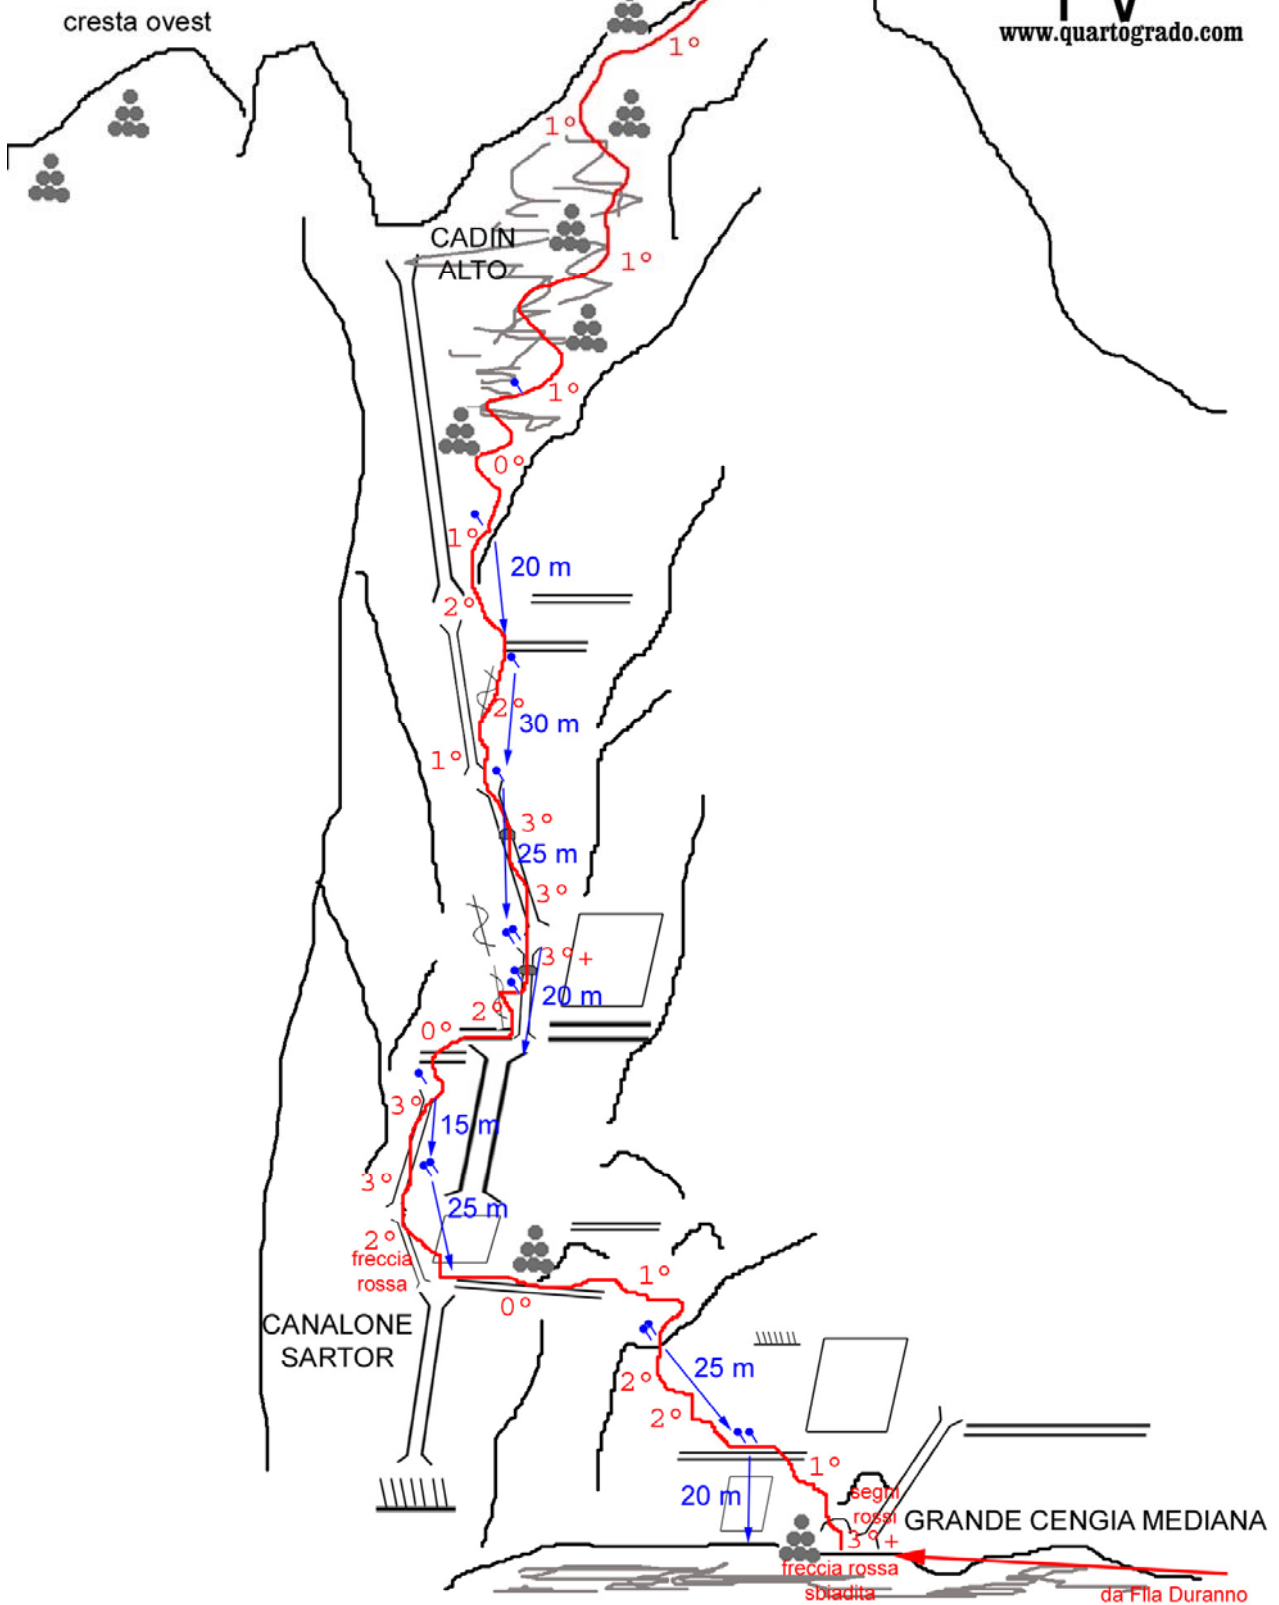 cresta ovest
www.quartogrado.com
1°
1°
CADIN
ALTO
1°
1°
0°
1°
20 m
2°
2°
30 m
1°
3°
25 m
3°
3°+
20 m
2°
0°
3°
15 m
3°
25 m
2°
freccia
rossa
1°
0°
CANALONE
SARTOR
25 m
2°
2°
1°
20 m
segni
rossi
GRANDE CENGIA MEDIANA
3°+
freccia rossa
sbiadita
da Fila Duranno